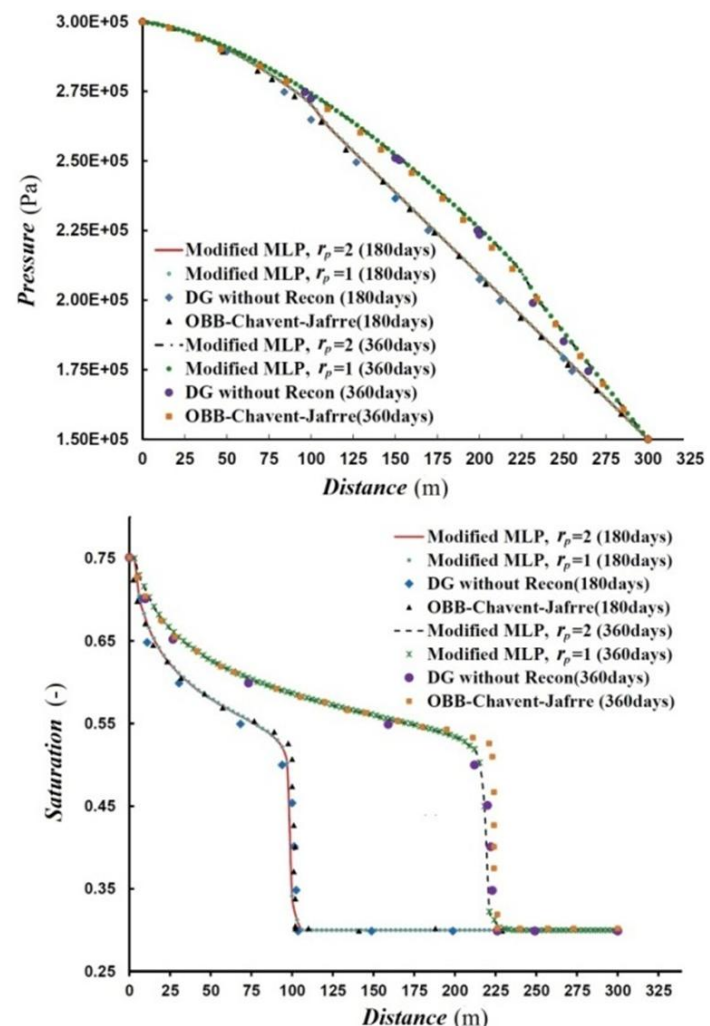 3.00E+05
2.75E+05
2.50E+05
2.25E+05
2.00E+05
1.75E+05
1.50E+05
Pressure (Pa)
Modified MLP, rp=2 (180days)
Modified MLP, rp=1 (180days)
DG without Recon (180days)
OBB-Chavent-Jafrre(180days)
Modified MLP, rp=2 (360days)
Modified MLP, rp=1 (360days)
DG without Recon (360days)
OBB-Chavent-Jafrre(360days)
0 25 50 75 100 125 150 175 200 225 250 275 300 325
Distance (m)
0.75
0.65
0.55
0.45
0.35
0.25
Saturation (-)
Modified MLP, rp=2 (180days)
Modified MLP, rp=1 (180days)
DG without Recon(180days)
OBB-Chavent-Jafrre(180days)
Modified MLP, rp=2 (360days)
Modified MLP, rp=1 (360days)
DG without Recon(360days)
OBB-Chavent-Jafrre (360days)
0 25 50 75 100 125 150 175 200 225 250 275 300 325
Distance (m)